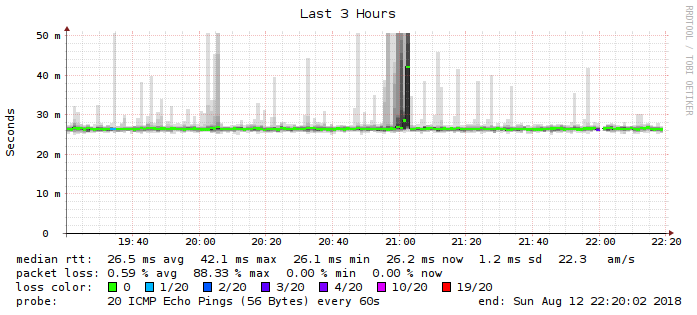 Last 3 Hours
RRDTOOL / TOBI OETIKER
Seconds
50 m
40 m
30 m
20 m
10 m
0
19:40 20:00 20:20 20:40 21:00 21:20 21:40 22:00 22:20
median rtt: 26.5 ms avg 42.1 ms max 26.1 ms min 26.2 ms now 1.2 ms sd 22.3 am/s
packet loss: 0.59 % avg 88.33 % max 0.00 % min 0.00 % now
loss color: 0 1/20 2/20 3/20 4/20 10/20 19/20
probe: 20 ICMP Echo Pings (56 Bytes) every 60s end: Sun Aug 12 22:20:02 2018